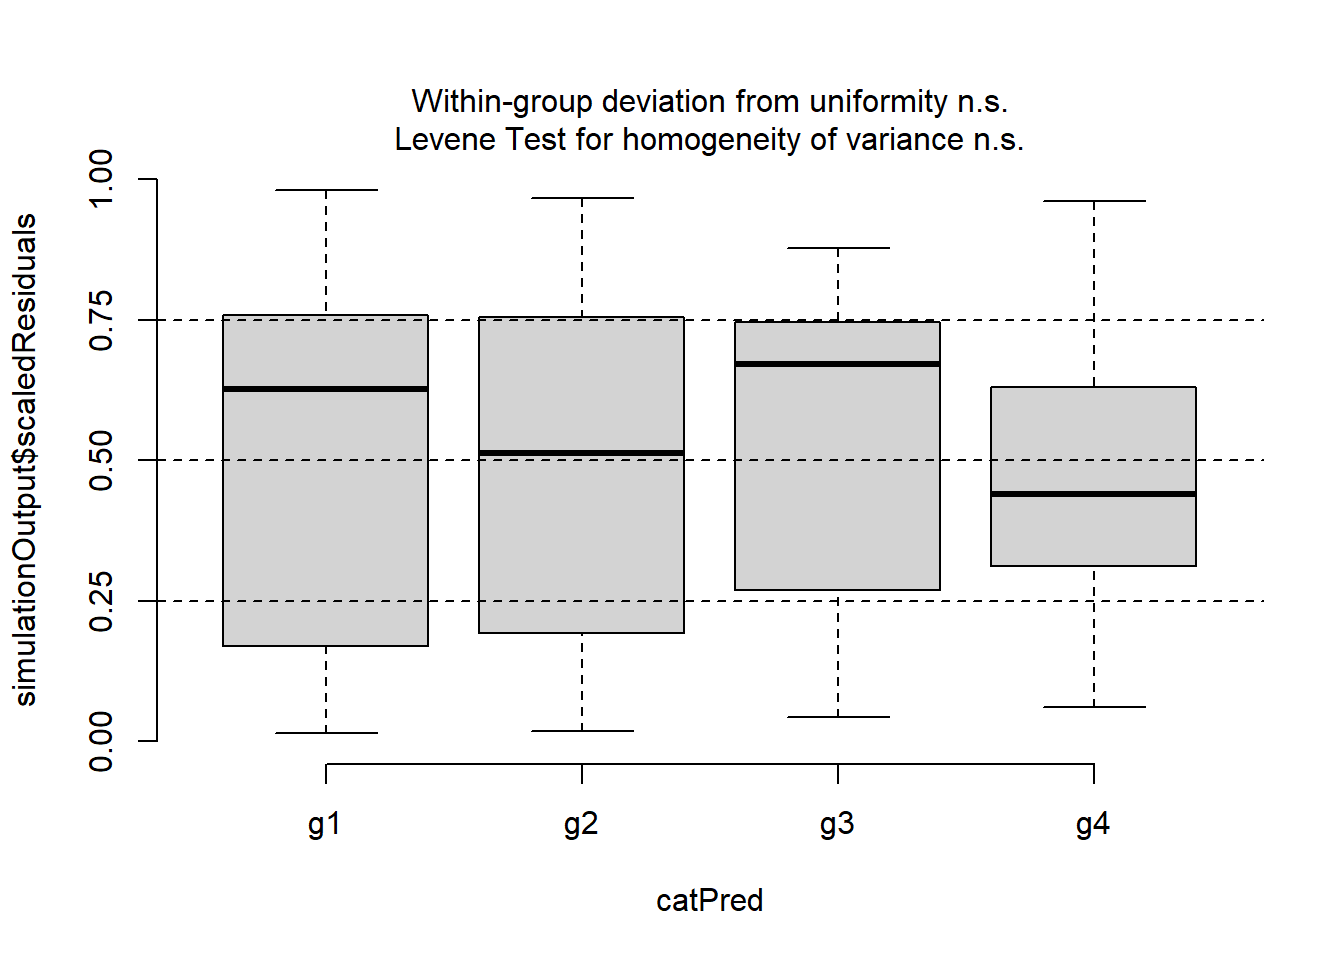 Within-group deviation from uniformity n.s.
Levene Test for homogeneity of variance n.s.
simulationOutput$scaledResiduals
1.00
0.75
0.50
0.25
0.00
g1 g2 g3 g4
catPred